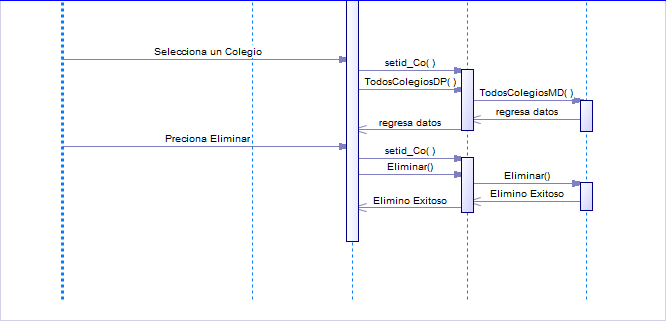 Selecciona un Colegio
setid_Co( )
TodosColegiosDP( )
TodosColegiosMD( )
regresa datos
regresa datos
Preciona Eliminar
setid_Co( )
Eliminar()
Eliminar()
Elimino Exitoso
Elimino Exitoso